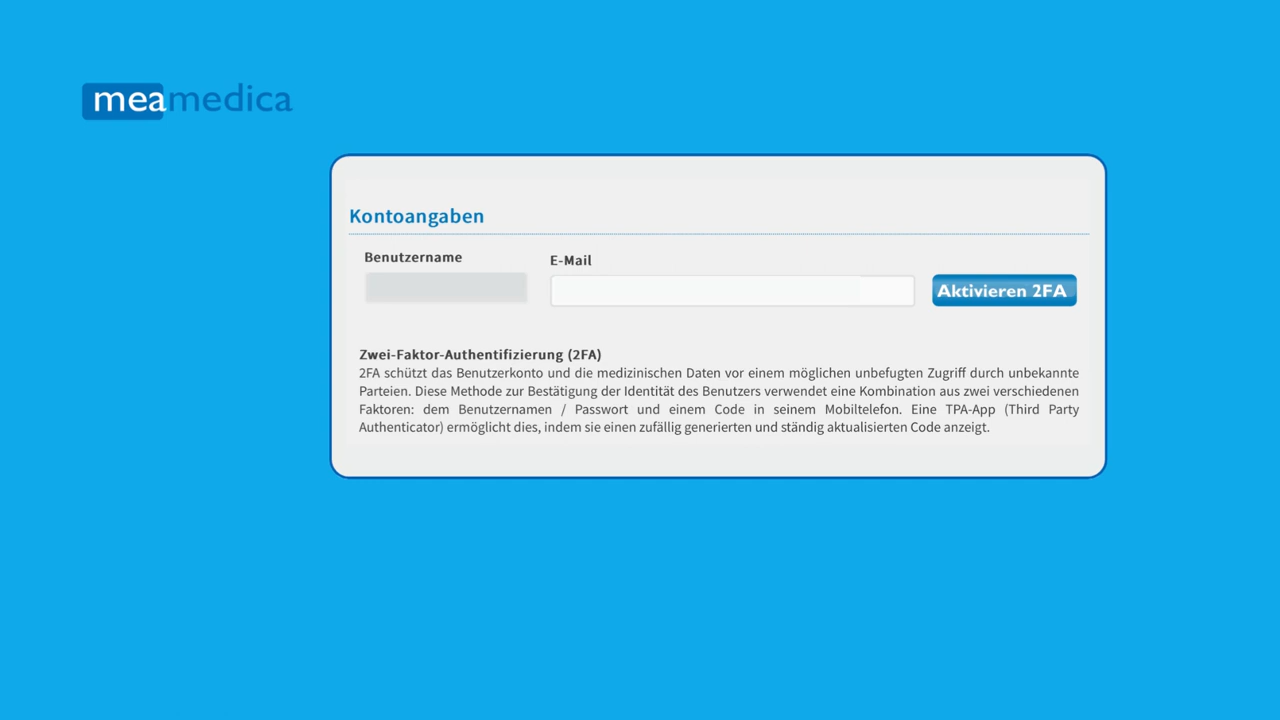 meamedica
Kontoangaben
Benutzername
E-Mail
Aktivieren 2FA
Zwei-Faktor-Authentifizierung (2FA)
2FA schützt das Benutzerkonto und die medizinischen Daten vor einem möglichen unbefugten Zugriff durch unbekannte
Parteien. Diese Methode zur Bestätigung der Identität des Benutzers verwendet eine Kombination aus zwei verschiedenen
Faktoren: dem Benutzernamen / Passwort und einem Code in seinem Mobiltelefon. Eine TPA-App (Third Party
Authenticator) ermöglicht dies, indem sie einen zufällig generierten und ständig aktualisierten Code anzeigt.